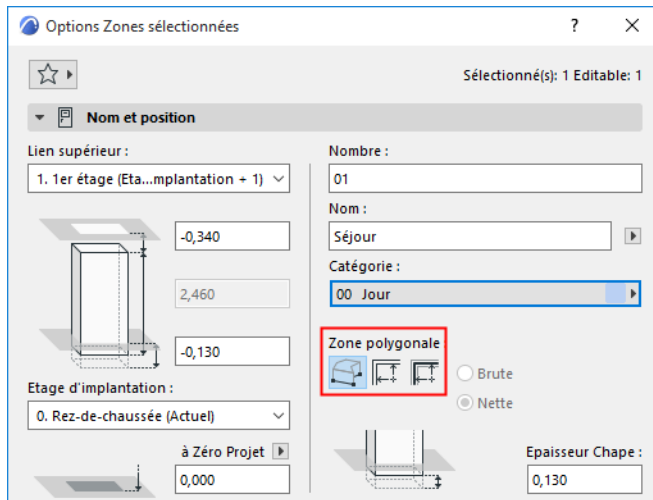 Options Zones sélectionnées
?
Sélectionné(s): 1 Editable: 1
Nom et position
Lien supérieur :
1. 1er étage (Eta...mplantation + 1)
-0,340
2,460
-0,130
Etage d'implantation :
0. Rez-de-chaussée (Actuel)
à Zéro Projet
0,000
Nombre :
01
Nom :
Séjour
Catégorie :
00 Jour
Zone polygonale :
Brute
Nette
Epaisseur Chape :
0,130